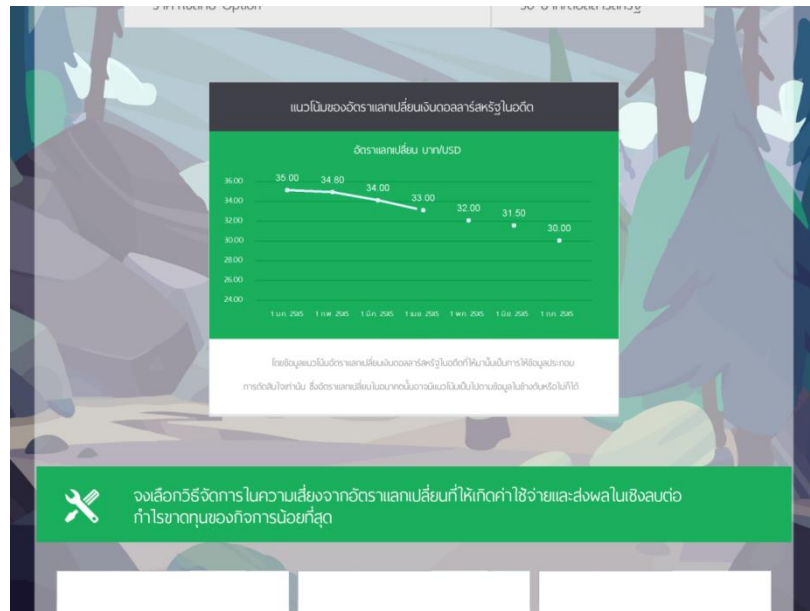 แนวโน้มของอัตราแลกเปลี่ยนเงินดอลลาร์สหรัฐในอดีต
อัตราแลกเปลี่ยน บาท/USD
36.00
34.00
32.00
30.00
28.00
26.00
24.00
35.00 34.80 34.00 33.00 32.00 31.50 30.00
1 ม.ค. 2565 1 ก.พ. 2565 1 มี.ค. 2565 1 เม.ย. 2565 1 พ.ค. 2565 1 มิ.ย. 2565 1 ก.ค. 2565
โดยข้อมูลแนวโน้มอัตราแลกเปลี่ยนเงินดอลลาร์สหรัฐในอดีตที่ให้มานั้นเป็นการให้ข้อมูลประกอบ
การตัดสินใจเท่านั้น ซึ่งอัตราแลกเปลี่ยนในอนาคตนั้นอาจมีแนวโน้มเป็นไปตามข้อมูลในข้างต้นหรือไม่ก็ได้
จงเลือกวิธีจัดการในความเสี่ยงจากอัตราแลกเปลี่ยนที่ให้เกิดค่าใช้จ่ายและส่งผลในเชิงลบต่อ
กำไรขาดทุนของกิจการน้อยที่สุด